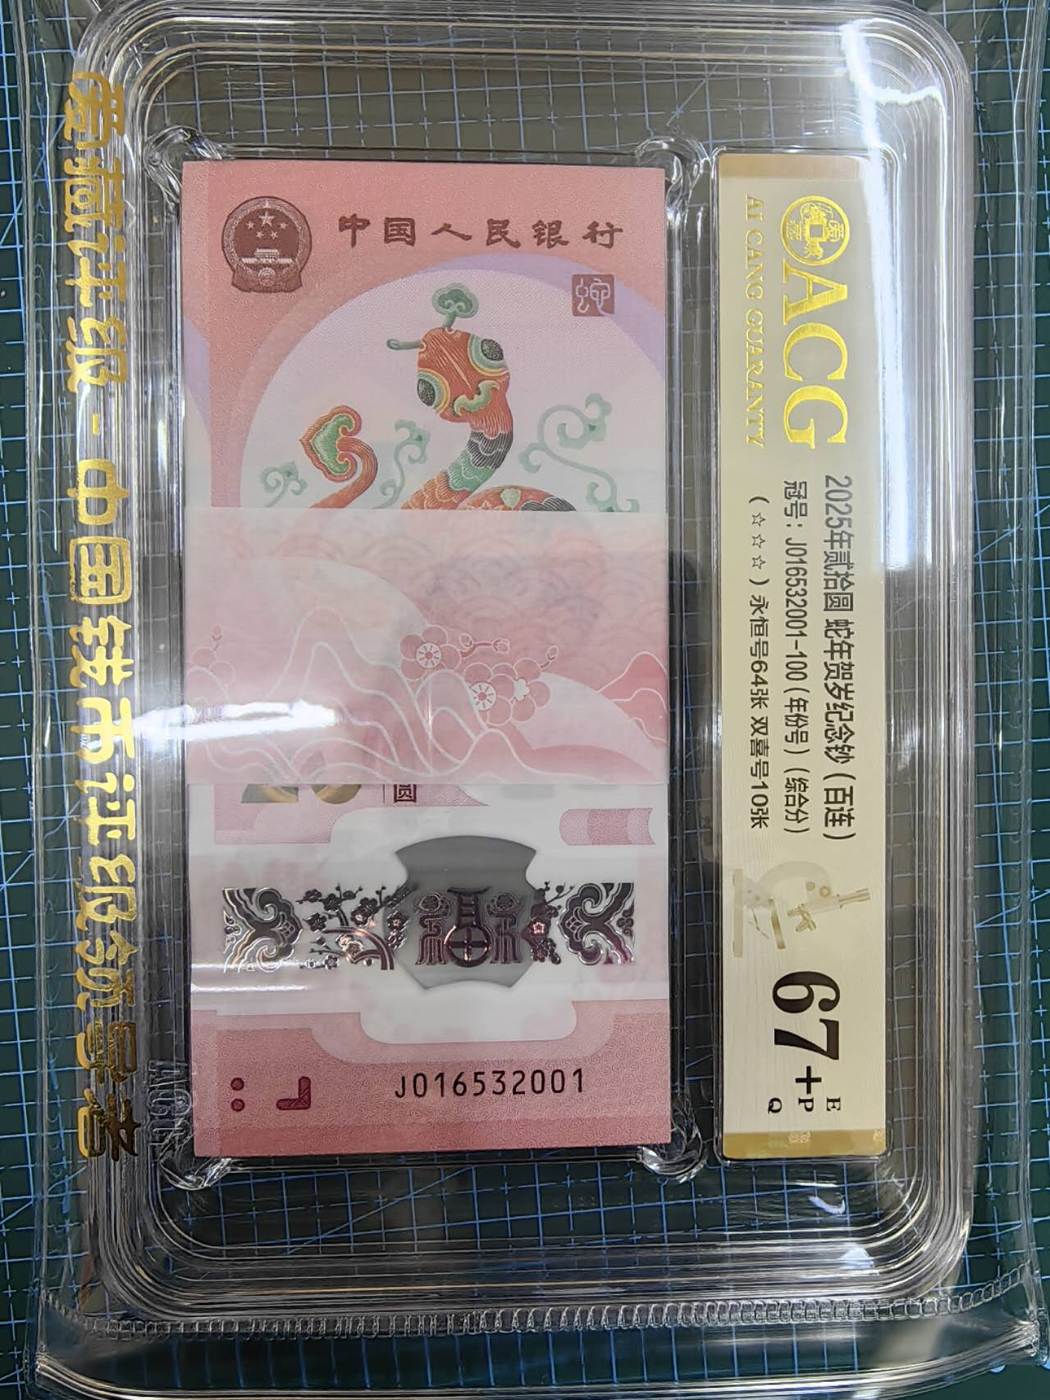 爱藏评级-中国钱币评级领导者
中国人民银行
蛇
圆
J016532001
ACG
AI CANG GUARANTY
2025年贰拾圆 蛇年贺岁纪念钞（百连）
冠号：J016532001-100（年份号）（综合分）
（☆☆☆）永恒号64张 双喜号10张
67+
E
P
Q